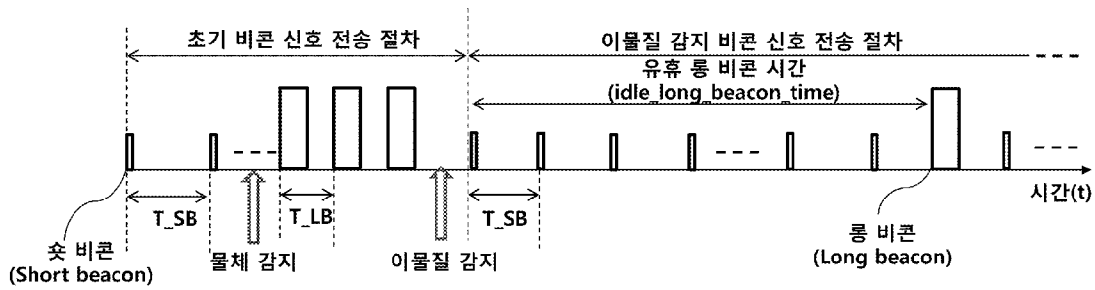 초기 비콘 신호 전송 절차
이물질 감지 비콘 신호 전송 절차
유휴 롱 비콘 시간
(idle_long_beacon_time)
시간(t)
T_SB
T_LB
T_SB
숏 비콘
(Short beacon)
물체 감지
이물질 감지
롱 비콘
(Long beacon)